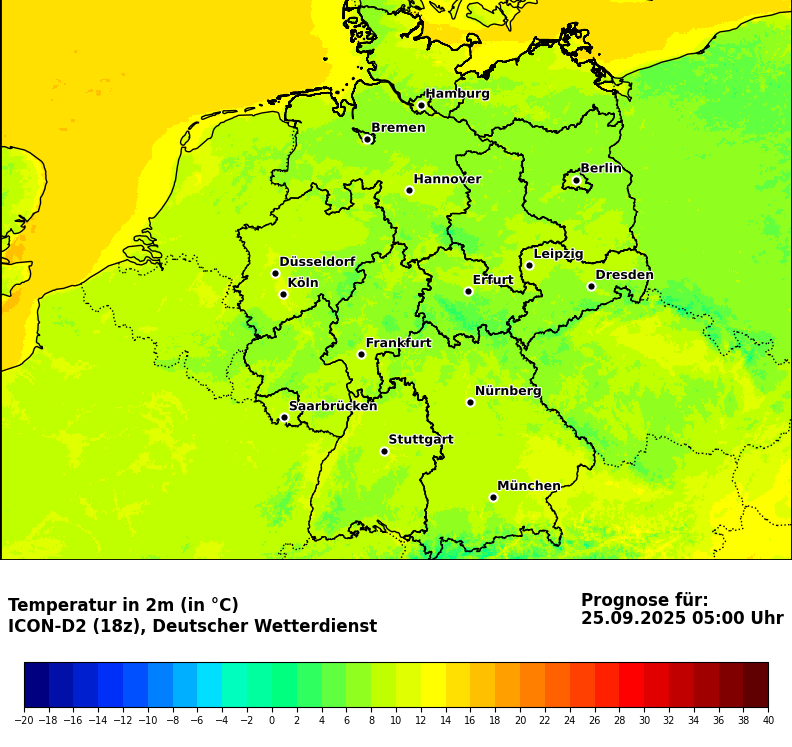 Hamburg
Bremen
Berlin
Hannover
Leipzig
Düsseldorf
Dresden
Köln
Erfurt
Frankfurt
Nürnberg
Saarbrücken
Stuttgart
München
Temperatur in 2m (in °C)
ICON-D2 (18z), Deutscher Wetterdienst
Prognose für:
25.09.2025 05:00 Uhr
−20 −18 −16 −14 −12 −10 −8 −6 −4 −2 0 2 4 6 8 10 12 14 16 18 20 22 24 26 28 30 32 34 36 38 40